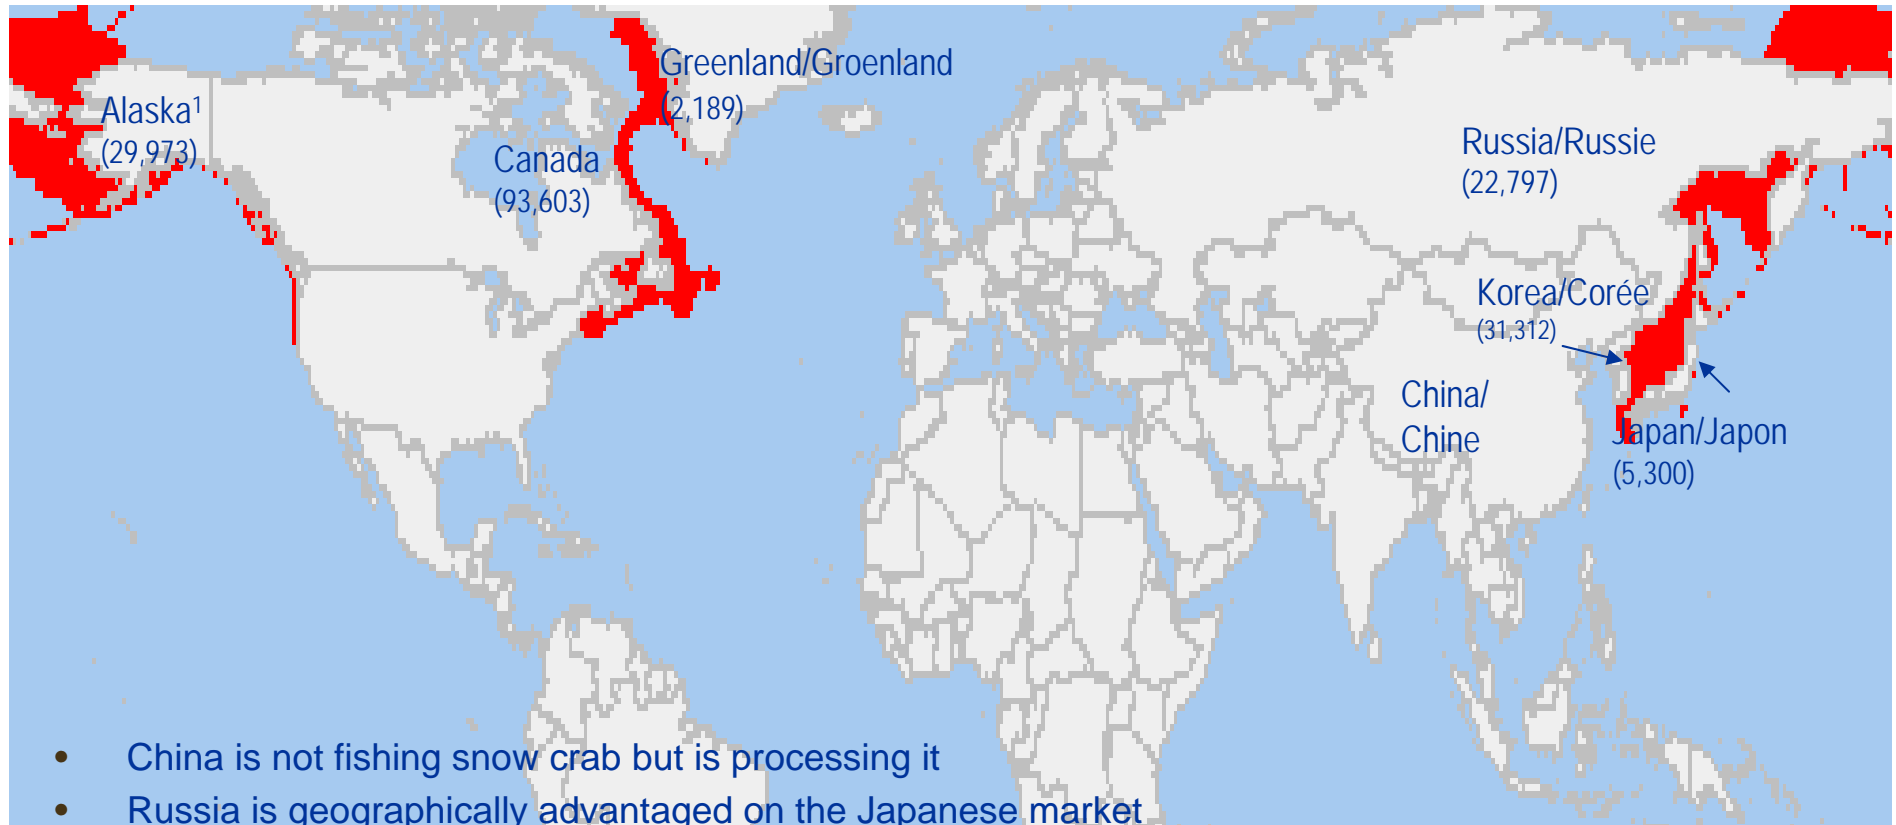 Greenland/Groenland
(2,189)
Alaska¹
(29,973)
Canada
(93,603)
Russia/Russie
(22,797)
Korea/Corée
(31,312)
China/
Chine
Japan/Japon
(5,300)
• China is not fishing snow crab but is processing it
• Russia is geographically advantaged on the Japanese market